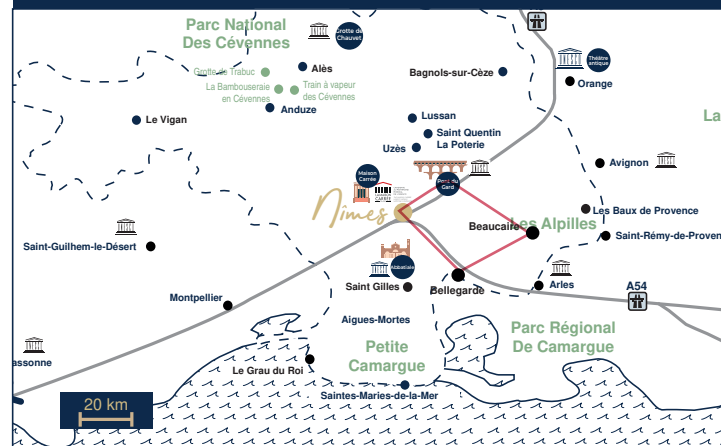 Parc National
Des Cévennes
Grotte de
Chauvet
Théâtre
antique
Grotte de Trabuc
Alès
Bagnols-sur-Cèze
Orange
La Bambouseraie
en Cévennes
Train à vapeur
des Cévennes
Anduze
La
Le Vigan
Lussan
Saint Quentin
La Poterie
Uzès
Avignon
Maison
Carrée
Pont du
Gard
Nîmes
Les Baux de Provence
Beaucaire
Les Alpilles
Saint-Rémy-de-Proven
Saint-Guilhem-le-Désert
Abbatiale
Saint Gilles
Bellegarde
Arles
A54
Montpellier
Aigues-Mortes
Parc Régional
De Camargue
Petite
Camargue
assonne
Le Grau du Roi
Saintes-Maries-de-la-Mer
20 km